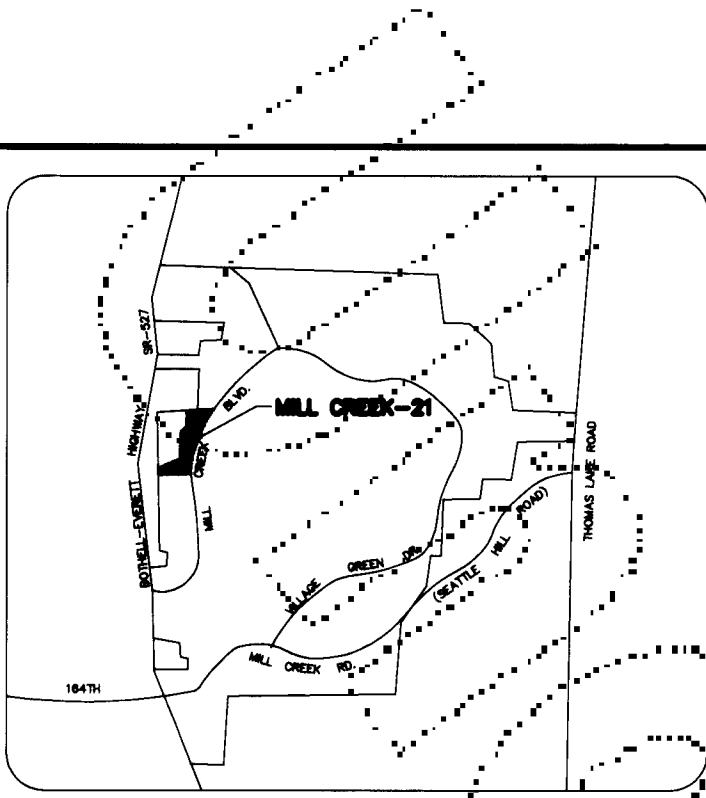 SR-527
HIGHWAY
BOTHELL-EVERETT
BLVD.
CREEK
MILL
MILL CREEK-21
THOMAS LAKE ROAD
VILLAGE GREEN DR.
(SEATTLE HILL ROAD)
MILL CREEK RD.
164TH